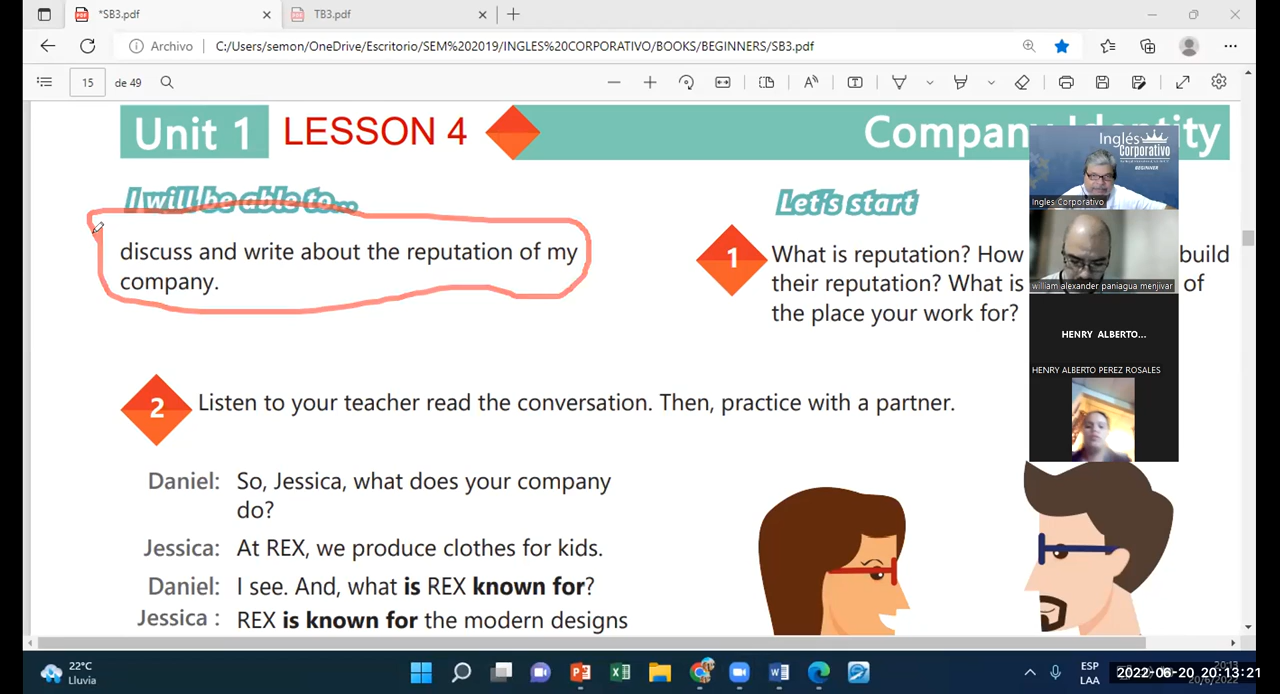 *SB3.pdf
TB3.pdf
Archivo C:/Users/semon/OneDrive/Escritorio/SEM%202019/INGLES%20CORPORATIVO/BOOKS/BEGINNERS/SB3.pdf
15 de 49
Unit 1 LESSON 4
Company
I will be able to...
discuss and write about the reputation of my
company.
Let's start
1
What is reputation? How build
their reputation? What is of
the place your work for?
Inglés
Corporativo
BEGINNER
Ingles Corporativo
william alexander paniagua menjivar
HENRY ALBERTO...
HENRY ALBERTO PEREZ ROSALES
2
Listen to your teacher read the conversation. Then, practice with a partner.
Daniel: So, Jessica, what does your company
do?
Jessica: At REX, we produce clothes for kids.
Daniel: I see. And, what is REX known for?
Jessica : REX is known for the modern designs
22°C
Lluvia
ESP
LAA
2022-06-20 20:13:21